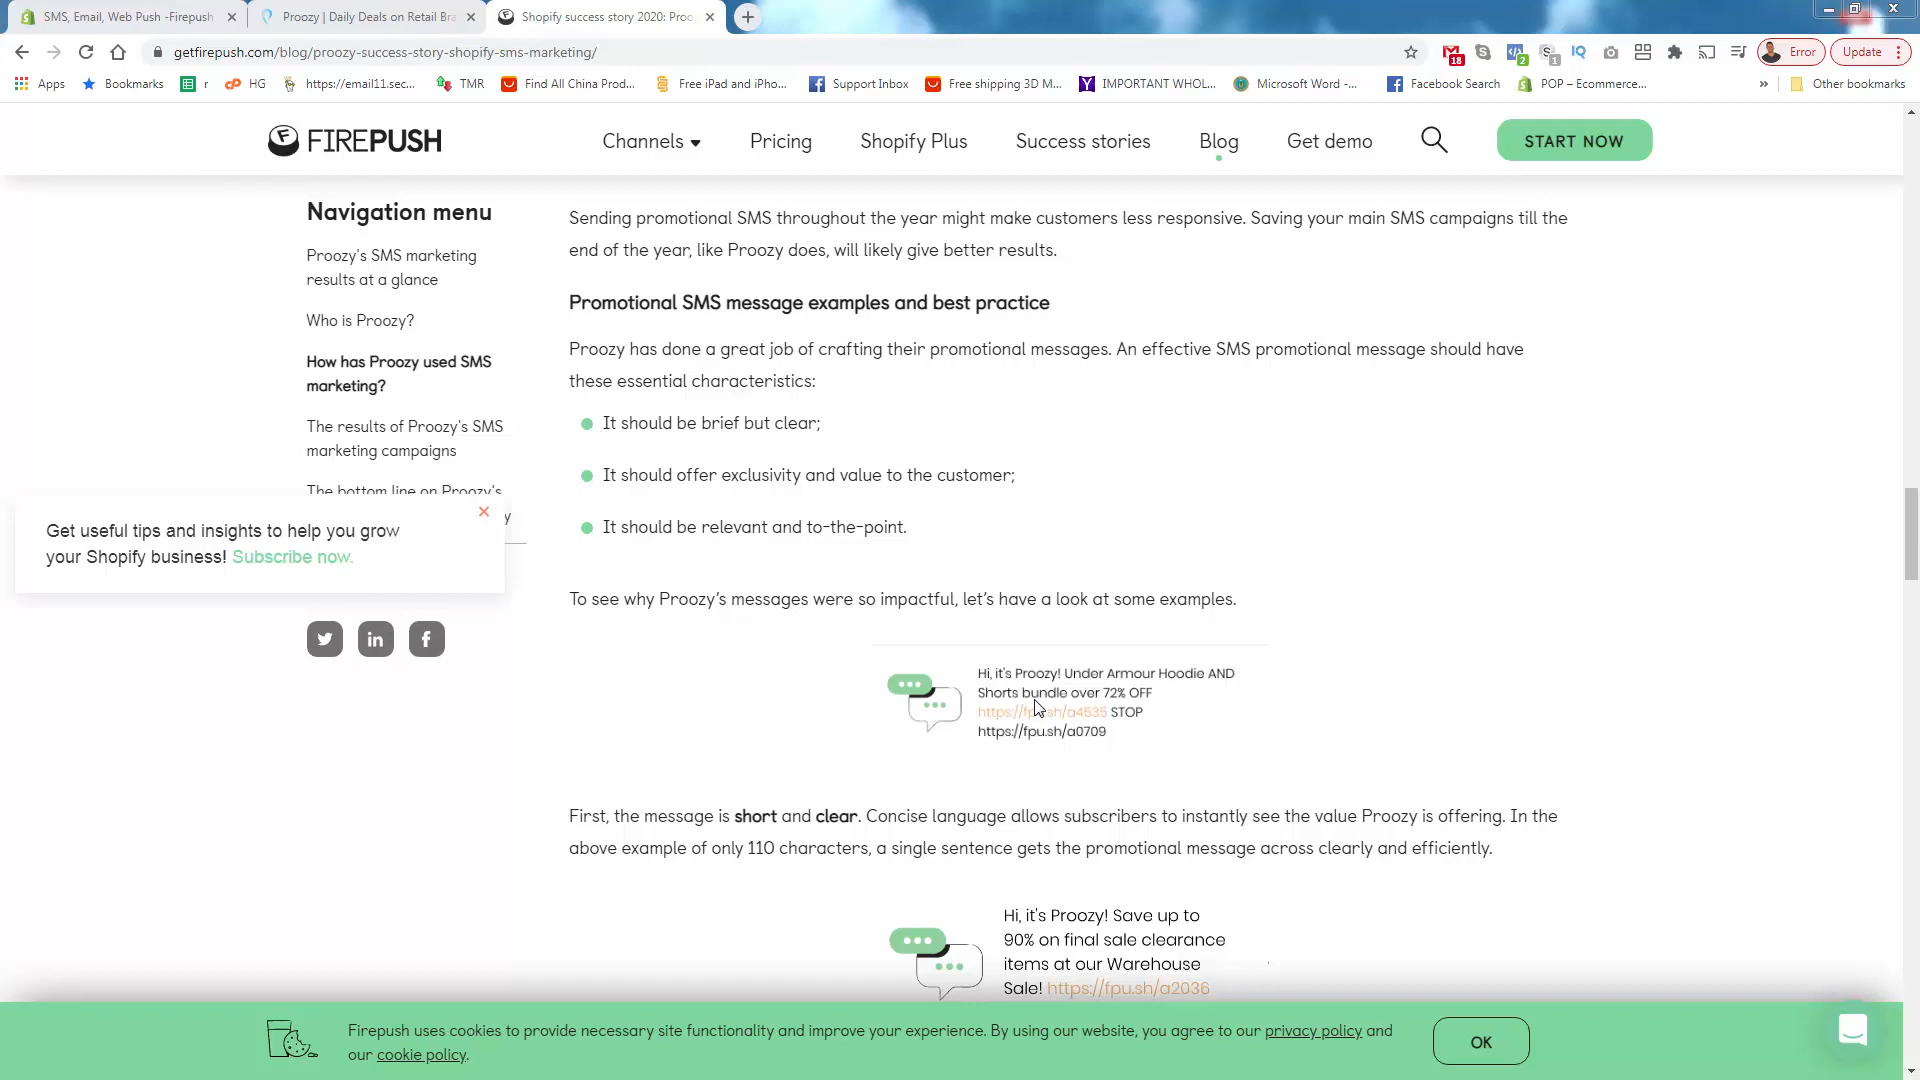 SMS, Email, Web Push -Firepush
Proozy | Daily Deals on Retail Bra
Shopify success story 2020: Proo
getfirepush.com/blog/proozy-success-story-shopify-sms-marketing/
18
2
1
Error
Update
Apps
Bookmarks
r
HG
https://email11.sec...
TMR
Find All China Prod...
Free iPad and iPho...
Support Inbox
Free shipping 3D M...
IMPORTANT WHOL...
Microsoft Word -...
Facebook Search
POP – Ecommerce...
»
Other bookmarks
FIREPUSH
Channels
Pricing
Shopify Plus
Success stories
Blog
Get demo
START NOW
Navigation menu
Proozy's SMS marketing
results at a glance
Who is Proozy?
How has Proozy used SMS
marketing?
The results of Proozy's SMS
marketing campaigns
The bottom line on Proozy's
y
Get useful tips and insights to help you grow
your Shopify business! Subscribe now.
Sending promotional SMS throughout the year might make customers less responsive. Saving your main SMS campaigns till the
end of the year, like Proozy does, will likely give better results.
Promotional SMS message examples and best practice
Proozy has done a great job of crafting their promotional messages. An effective SMS promotional message should have
these essential characteristics:
It should be brief but clear;
It should offer exclusivity and value to the customer;
It should be relevant and to-the-point.
To see why Proozy's messages were so impactful, let's have a look at some examples.
Hi, it's Proozy! Under Armour Hoodie AND
Shorts bundle over 72% OFF
https://fpu.sh/a4535 STOP
https://fpu.sh/a0709
First, the message is short and clear. Concise language allows subscribers to instantly see the value Proozy is offering. In the
above example of only 110 characters, a single sentence gets the promotional message across clearly and efficiently.
Hi, it's Proozy! Save up to
90% on final sale clearance
items at our Warehouse
Sale! https://fpu.sh/a2036
Firepush uses cookies to provide necessary site functionality and improve your experience. By using our website, you agree to our privacy policy and
our cookie policy.
OK